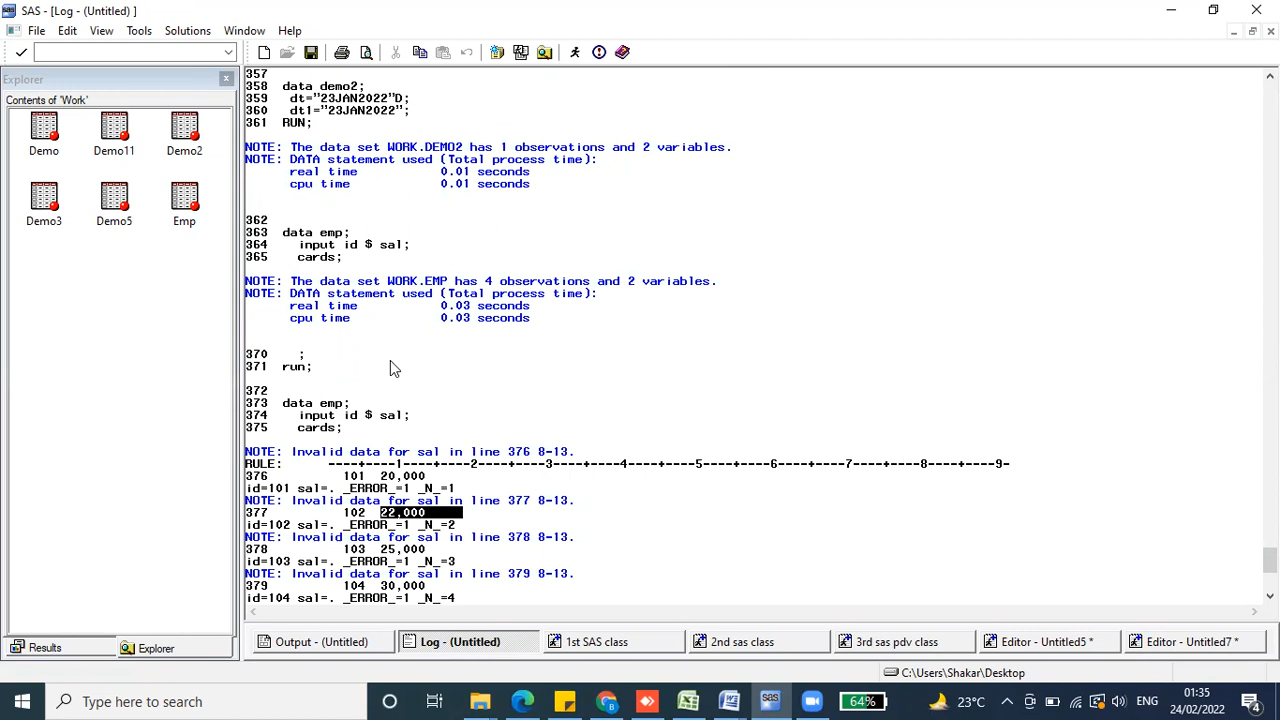 SAS - [Log - (Untitled) ]
File Edit View Tools Solutions Window Help
Explorer
Contents of 'Work'
Demo Demo11 Demo2
Demo3 Demo5 Emp
357
358 data demo2;
359 dt="23JAN2022"D;
360 dt1="23JAN2022";
361 RUN;
NOTE: The data set WORK.DEMO2 has 1 observations and 2 variables.
NOTE: DATA statement used (Total process time):
real time 0.01 seconds
cpu time 0.01 seconds
362
363 data emp;
364 input id $ sal;
365 cards;
NOTE: The data set WORK.EMP has 4 observations and 2 variables.
NOTE: DATA statement used (Total process time):
real time 0.03 seconds
cpu time 0.03 seconds
370 ;
371 run;
372
373 data emp;
374 input id $ sal;
375 cards;
NOTE: Invalid data for sal in line 376 8-13.
RULE: ----+----1----+----2----+----3----+----4----+----5----+----6----+----7----+----8----+----9-
376 101 20,000
id=101 sal=. _ERROR_=1 _N_=1
NOTE: Invalid data for sal in line 377 8-13.
377 102 22,000
id=102 sal=. _ERROR_=1 _N_=2
NOTE: Invalid data for sal in line 378 8-13.
378 103 25,000
id=103 sal=. _ERROR_=1 _N_=3
NOTE: Invalid data for sal in line 379 8-13.
379 104 30,000
id=104 sal=. _ERROR_=1 _N_=4
Results Explorer
Output - (Untitled) Log - (Untitled) 1st SAS class 2nd sas class 3rd sas pdv class Editor - Untitled5 * Editor - Untitled7 *
C:\Users\Shakar\Desktop
Type here to search
64%
23°C
ENG
01:35
24/02/2022
4